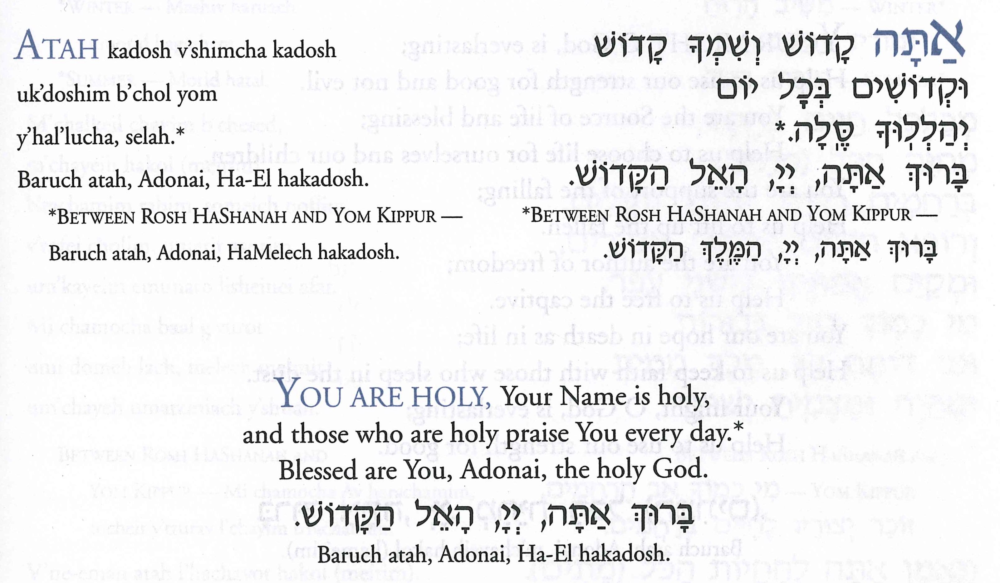 ATAH kadosh v’shimcha kadosh
uk’doshim b’chol yom
y’hal’lucha, selah.*
Baruch atah, Adonai, Ha-El hakadosh.
*BETWEEN ROSH HASHANAH AND YOM KIPPUR —
Baruch atah, Adonai, HaMelech hakadosh.
אַתָּה קָדוֹשׁ וְשִׁמְךָ קָדוֹשׁ
וּקְדוֹשִׁים בְּכָל יוֹם
יְהַלְלֽוּךָ סֶּֽלָה.*
בָּרוּךְ אַתָּה, יְיָ, הָאֵל הַקָּדוֹשׁ.
*BETWEEN ROSH HASHANAH AND YOM KIPPUR —
בָּרוּךְ אַתָּה, יְיָ, הַמֶּֽלֶךְ הַקָּדוֹשׁ.
YOU ARE HOLY, Your Name is holy,
and those who are holy praise You every day.*
Blessed are You, Adonai, the holy God.
בָּרוּךְ אַתָּה, יְיָ, הָאֵל הַקָּדוֹשׁ.
Baruch atah, Adonai, Ha-El hakadosh.